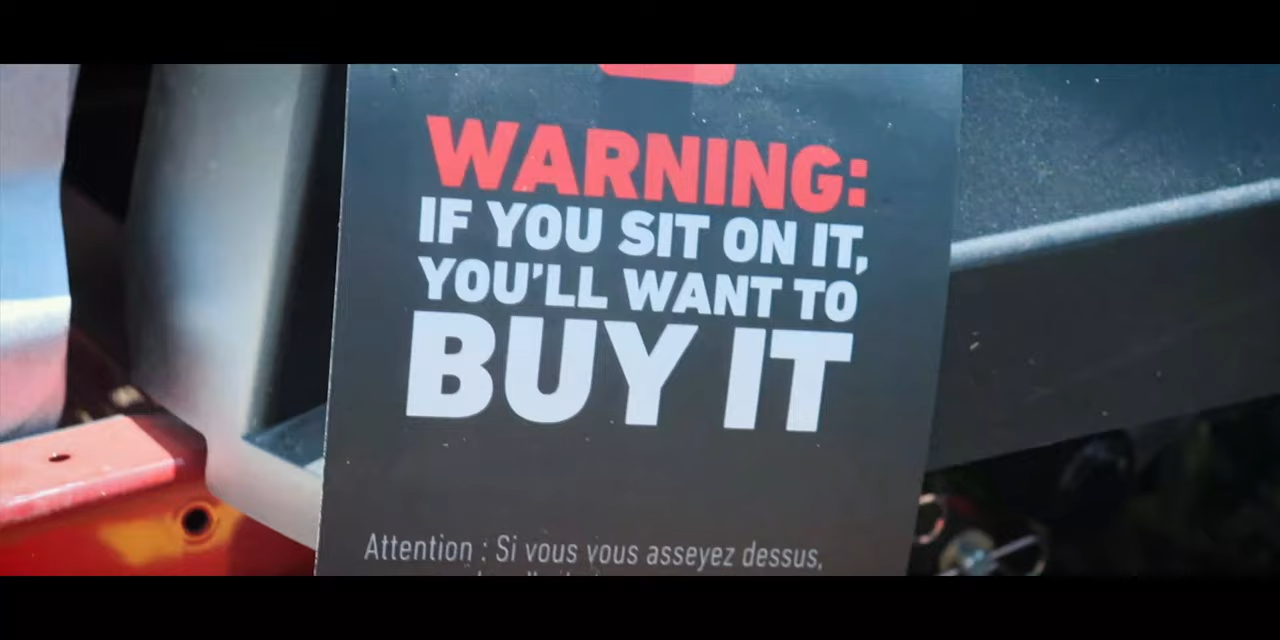 WARNING:
IF YOU SIT ON IT,
YOU'LL WANT TO
BUY IT
Attention : Si vous vous asseyez dessus,